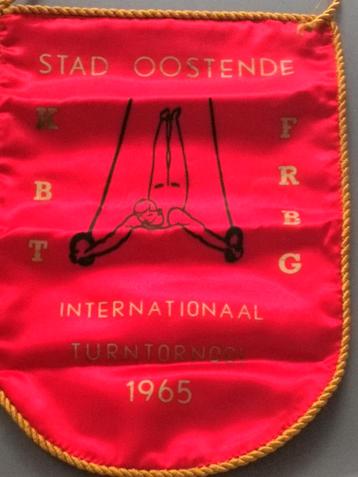 STAD OOSTENDE
K
B
T
F
R
B
G
INTERNATIONAAL
TURNTORNOOI
1965